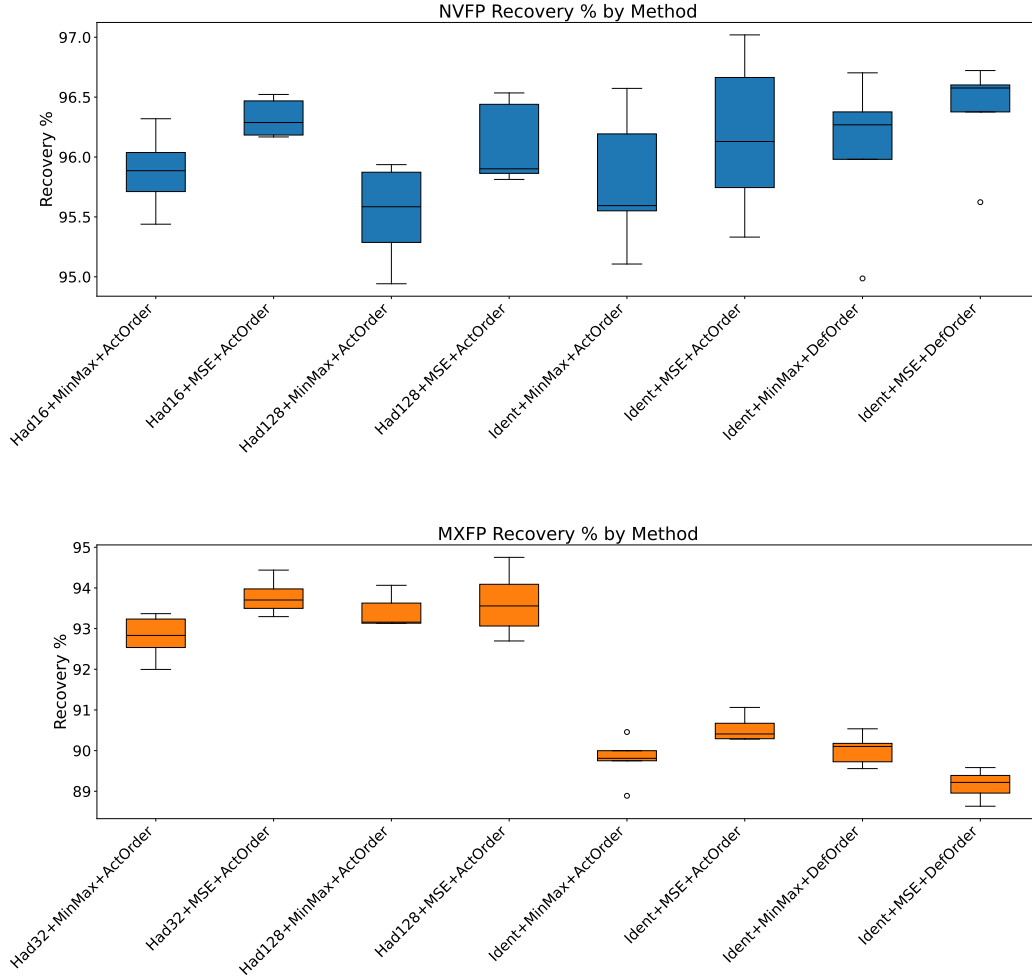 NVFP Recovery % by Method
Recovery %
97.0
96.5
96.0
95.5
95.0
Had16+MinMax+ActOrder
Had16+MSE+ActOrder
Had128+MinMax+ActOrder
Had128+MSE+ActOrder
Ident+MinMax+ActOrder
Ident+MSE+ActOrder
Ident+MinMax+DefOrder
Ident+MSE+DefOrder
MXFP Recovery % by Method
Recovery %
95
94
93
92
91
90
89
Had32+MinMax+ActOrder
Had32+MSE+ActOrder
Had128+MinMax+ActOrder
Had128+MSE+ActOrder
Ident+MinMax+ActOrder
Ident+MSE+ActOrder
Ident+MinMax+DefOrder
Ident+MSE+DefOrder